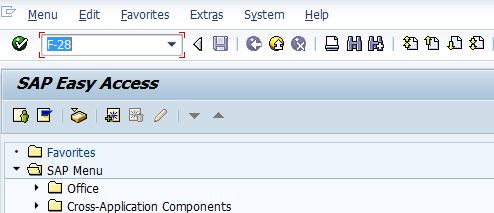 Menu Edit Favorites Extras System Help
F-28
SAP Easy Access
Favorites
SAP Menu
Office
Cross-Application Components